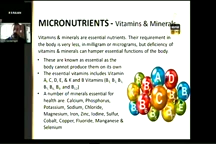 MICRONUTRIENTS - Vitamins & Minerals
Vitamins & minerals are essential nutrients. Their requirement in
the body is very less, in milligram or micrograms, but deficiency of
vitamins & minerals can hamper essential functions of the body
• These are known as essential as the
body cannot produce them on its own
• The essential vitamins includes Vitamin
A, C, D, E, K and B Vitamins (B1, B2,
B3, B5, B6, and B12)
• A number of minerals essential for
health are: Calcium, Phosphorus,
Potassium, Sodium, Chloride,
Magnesium, Iron, Zinc, Iodine, Sulfur,
Cobalt, Copper, Fluoride, Manganese &
Selenium